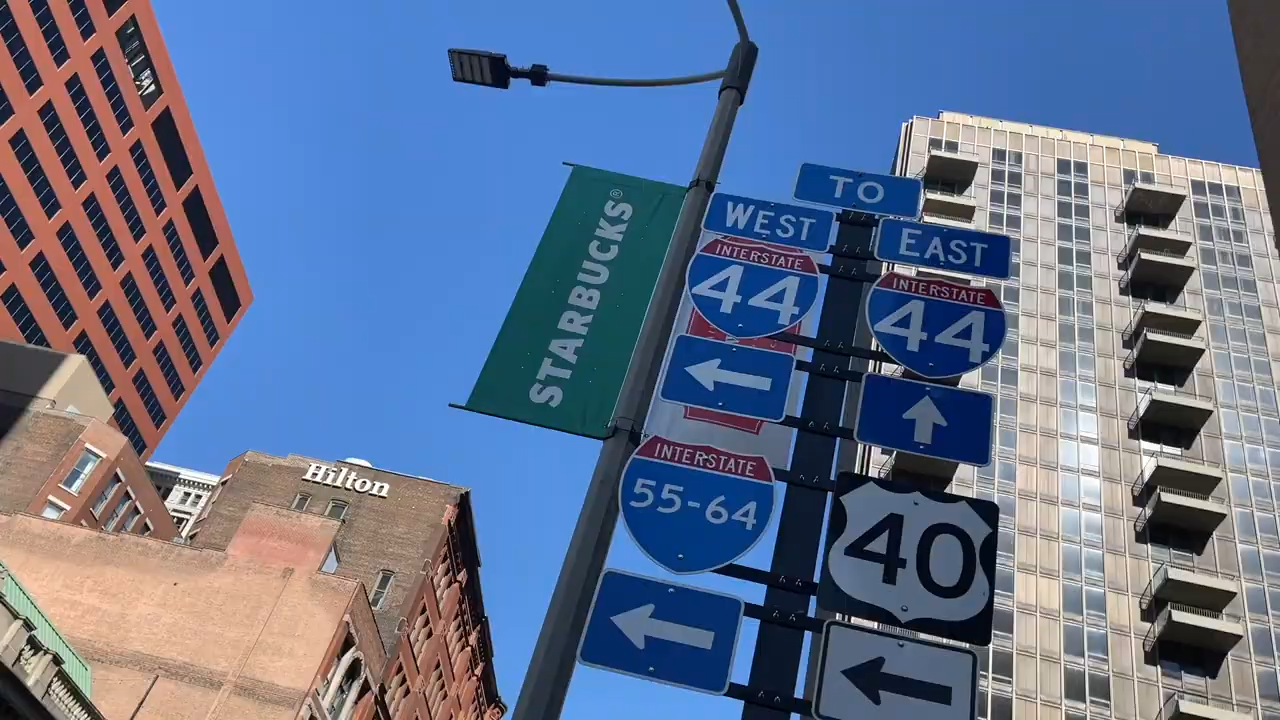 STARBUCKS®
TO
WEST
EAST
INTERSTATE
44
INTERSTATE
44
INTERSTATE
55-64
40
Hilton